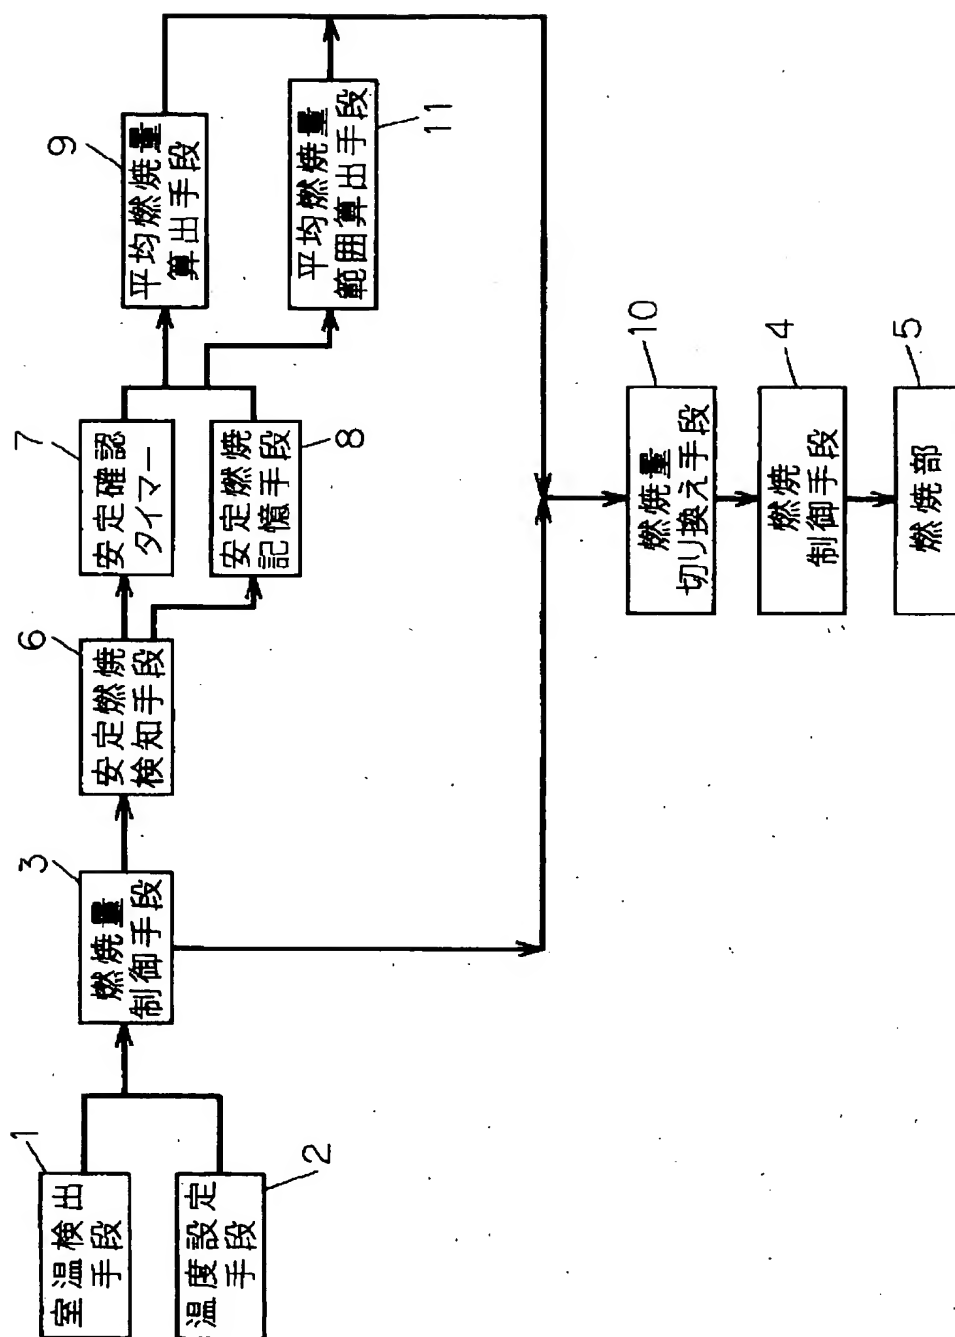 1
室温検出
手段
2
温度設定
手段
3
燃焼量
制御手段
6
安定燃焼
検知手段
7
安定確認
タイマー
8
安定燃焼
記憶手段
9
平均燃焼量
算出手段
11
平均燃焼量
範囲算出手段
10
燃焼量
切り換え手段
4
燃焼
制御手段
5
燃焼部